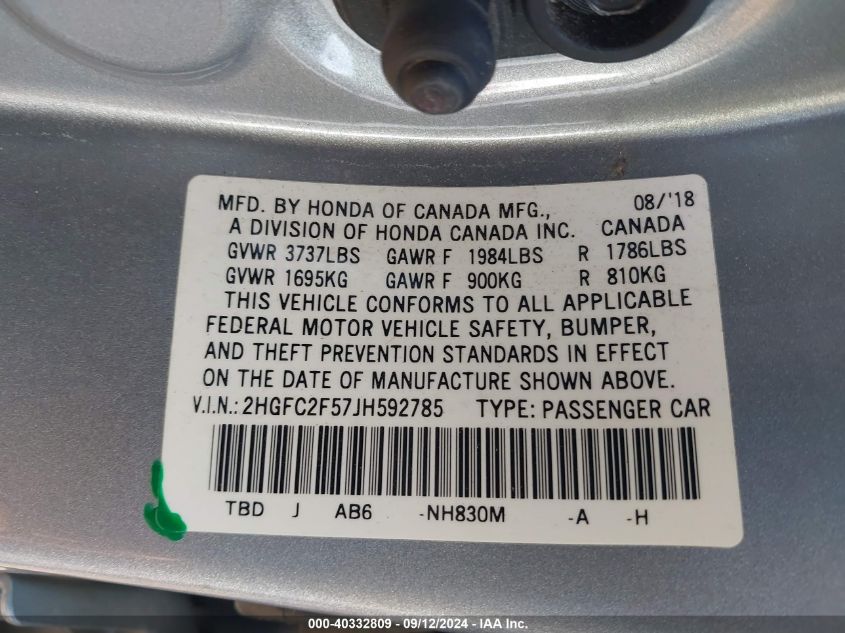 MFD. BY HONDA OF CANADA MFG., 08/'18
A DIVISION OF HONDA CANADA INC. CANADA
GVWR 3737LBS GAWR F 1984LBS R 1786LBS
GVWR 1695KG GAWR F 900KG R 810KG
THIS VEHICLE CONFORMS TO ALL APPLICABLE
FEDERAL MOTOR VEHICLE SAFETY, BUMPER,
AND THEFT PREVENTION STANDARDS IN EFFECT
ON THE DATE OF MANUFACTURE SHOWN ABOVE.
V.I.N.: 2HGFC2F57JH592785 TYPE: PASSENGER CAR
TBD J AB6 -NH830M -A -H
000-40332809 - 09/12/2024 - IAA Inc.